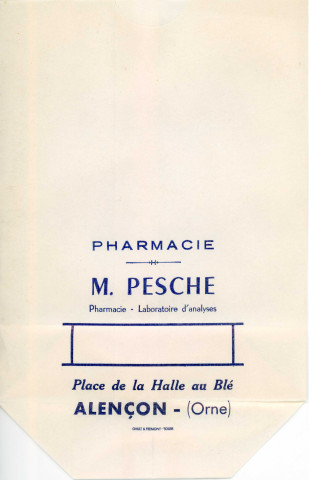 PHARMACIE
M. PESCHE
Pharmacie - Laboratoire d'analyses
Place de la Halle au Blé
ALENÇON - (Orne)